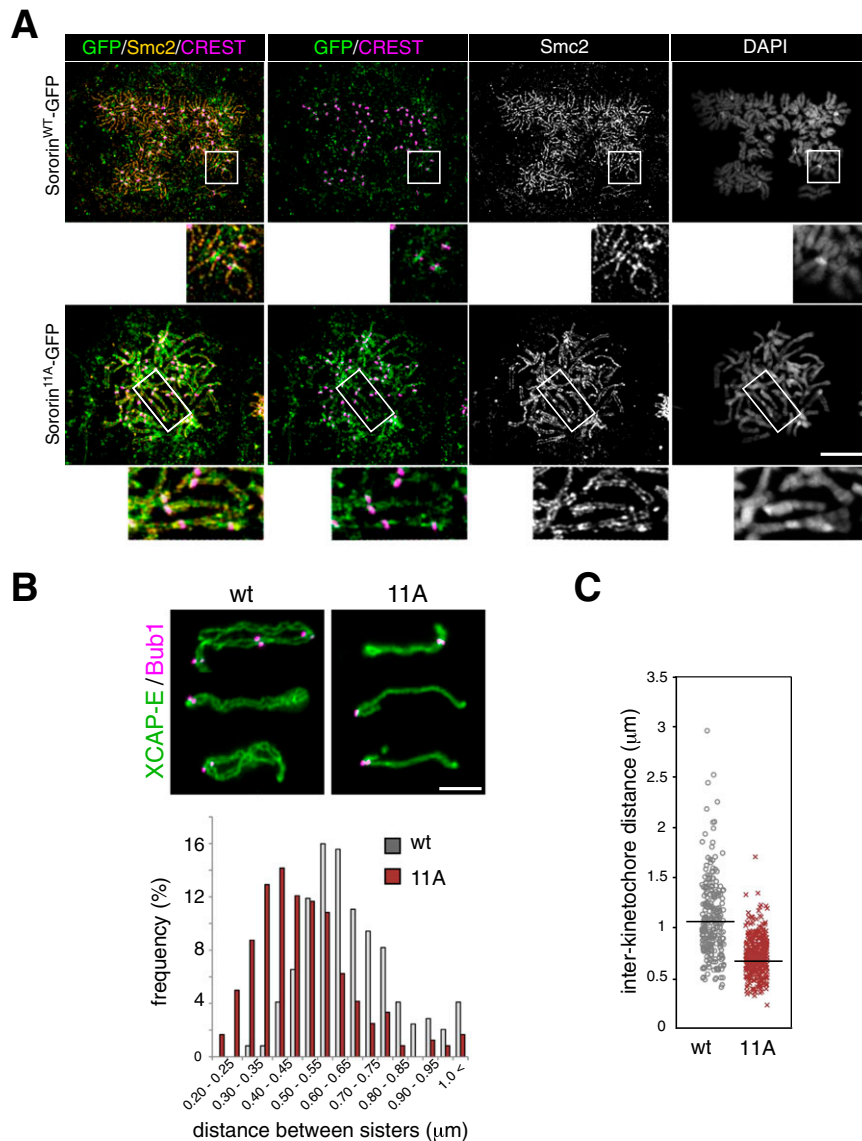 A
GFP/Smc2/CREST
GFP/CREST
Smc2
DAPI
Sororin^WT-GFP
Sororin^11A-GFP
B
wt
11A
XCAP-E / Bub1
frequency (%)
16
12
8
4
0
wt
11A
0.20 - 0.25
0.30 - 0.35
0.40 - 0.45
0.50 - 0.55
0.60 - 0.65
0.70 - 0.75
0.80 - 0.85
0.90 - 0.95
1.0 <
distance between sisters (μm)
C
inter-kinetochore distance (μm)
3.5
3
2.5
2
1.5
1
0.5
0
wt
11A